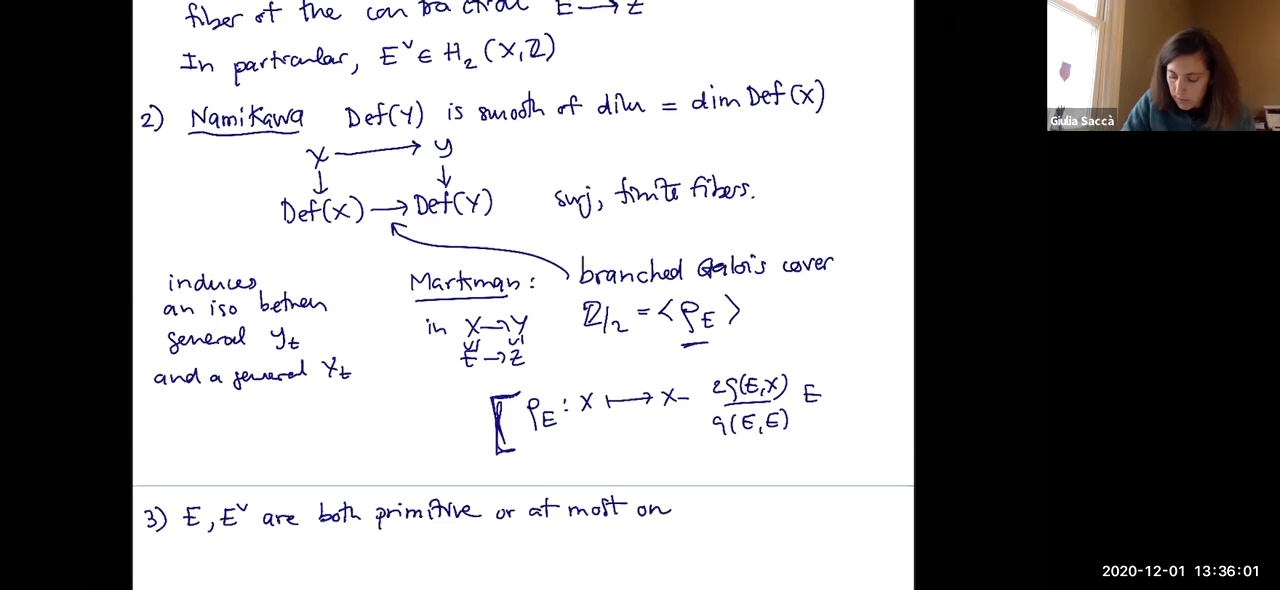 fiber of the contraction E → Z
In particular, E^∨ ∈ H_2(X, ℤ)
2) Namikawa Def(Y) is smooth of dim = dim Def(X)
X → Y
↓ ↓
Def(X) → Def(Y) surj, finite fibers.
induces
an iso between
general Y_t
and a general X_t
Markman: branched Galois cover
in X → Y ℤ/2 = <ρ_E>
E → Z
[ρ_E : x ↦ x - 2q(E,x)/q(E,E) E
3) E, E^∨ are both primitive or at most on
Giulia Saccà
2020-12-01 13:36:01